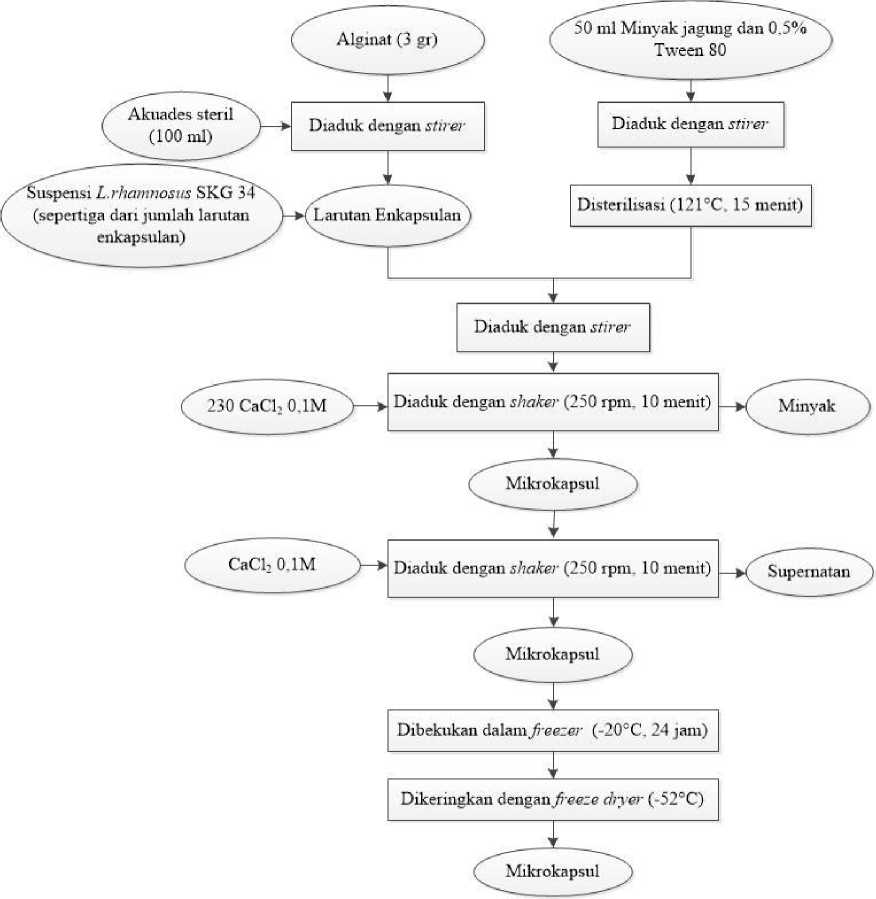 Alginat (3 gr)
50 ml Minyak jagung dan 0,5%
Tween 80
Akuades steril
(100 ml)
Diaduk dengan stirer
Diaduk dengan stirer
Suspensi L.rhamnosus SKG 34
(sepertiga dari jumlah larutan
enkapsulan)
Larutan Enkapsulan
Disterilisasi (121°C, 15 menit)
Diaduk dengan stirer
230 CaCl₂ 0,1M
Diaduk dengan shaker (250 rpm, 10 menit)
Minyak
Mikrokapsul
CaCl₂ 0,1M
Diaduk dengan shaker (250 rpm, 10 menit)
Supernatan
Mikrokapsul
Dibekukan dalam freezer (-20°C, 24 jam)
Dikeringkan dengan freeze dryer (-52°C)
Mikrokapsul